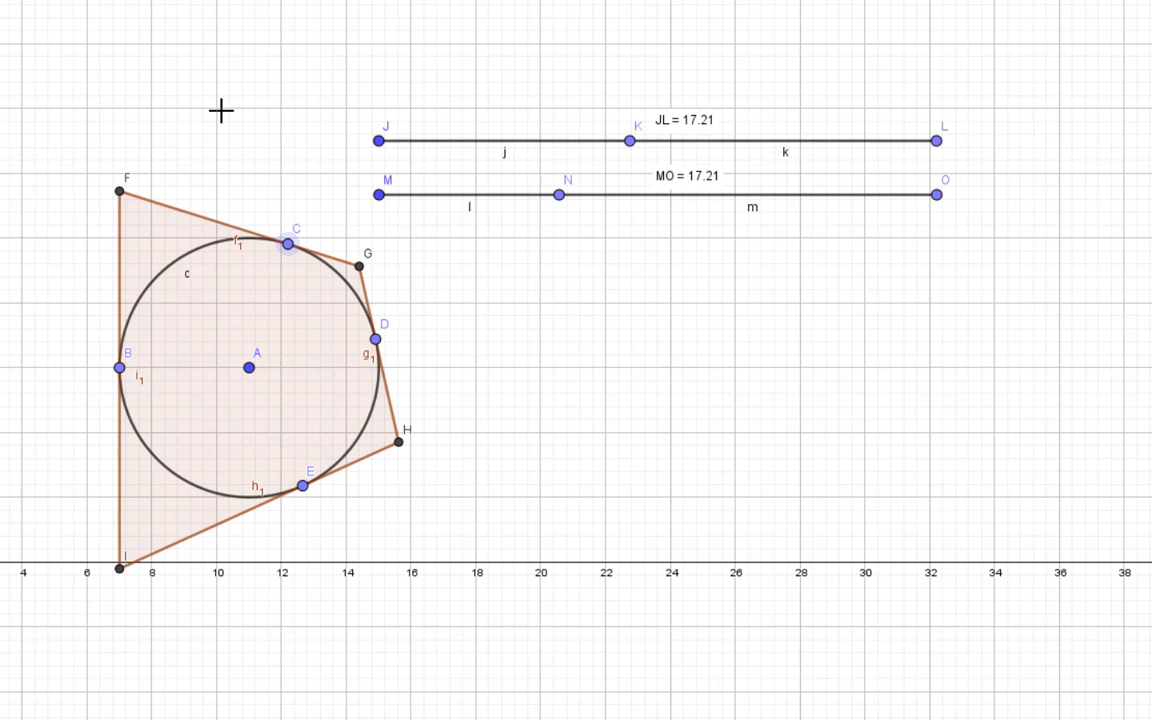 J
K
JL = 17.21
L
j
k
M
N
MO = 17.21
O
l
m
F
C
f1
G
c
D
B
A
g1
i1
H
E
h1
I
4 6 8 10 12 14 16 18 20 22 24 26 28 30 32 34 36 38